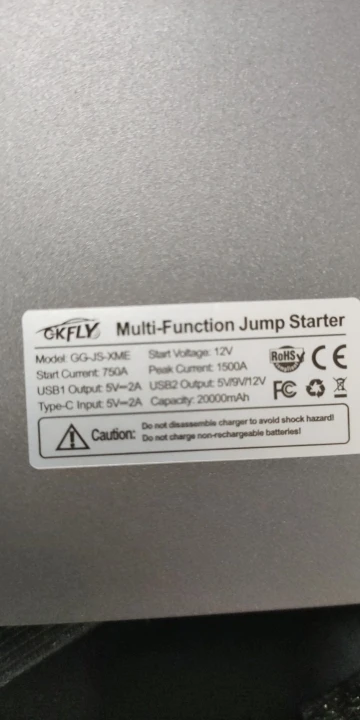 GKFLY Multi-Function Jump Starter
Model: GG-JS-XME Start Voltage: 12V
Start Current: 750A Peak Current: 1500A
USB1 Output: 5V⎓2A USB2 Output: 5V/9V/12V
Type-C Input: 5V⎓2A Capacity: 20000mAh
RoHS CE
FC
Caution: Do not disassemble charger to avoid shock hazard!
Do not charge non-rechargeable batteries!